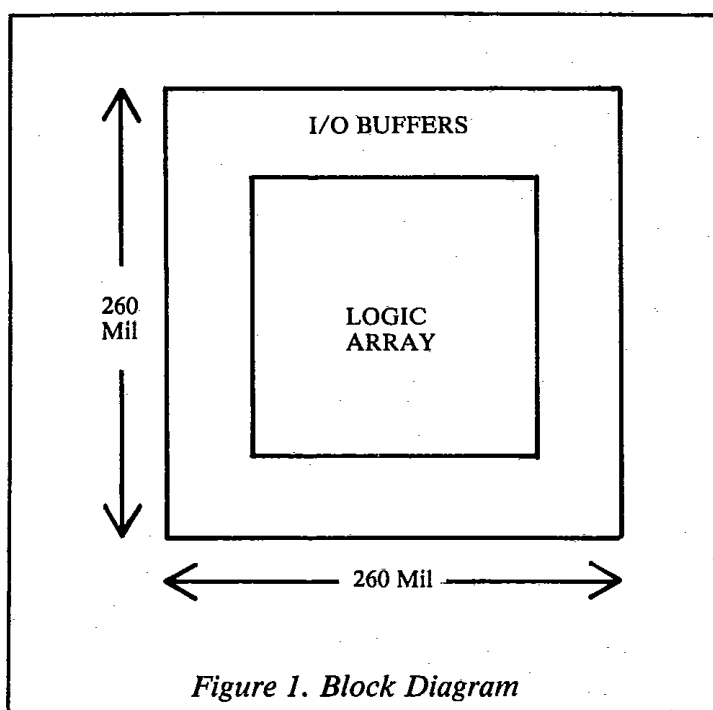 I/O BUFFERS
260
Mil
LOGIC
ARRAY
260 Mil
Figure 1. Block Diagram